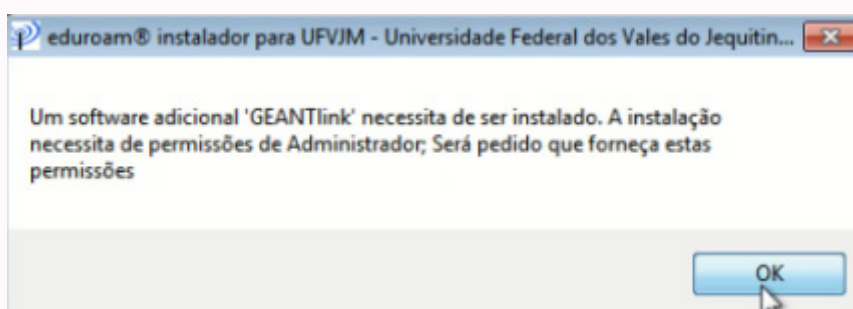 eduroam® instalador para UFVJM - Universidade Federal dos Vales do Jequitin...
Um software adicional 'GEANTlink' necessita de ser instalado. A instalação
necessita de permissões de Administrador; Será pedido que forneça estas
permissões
OK